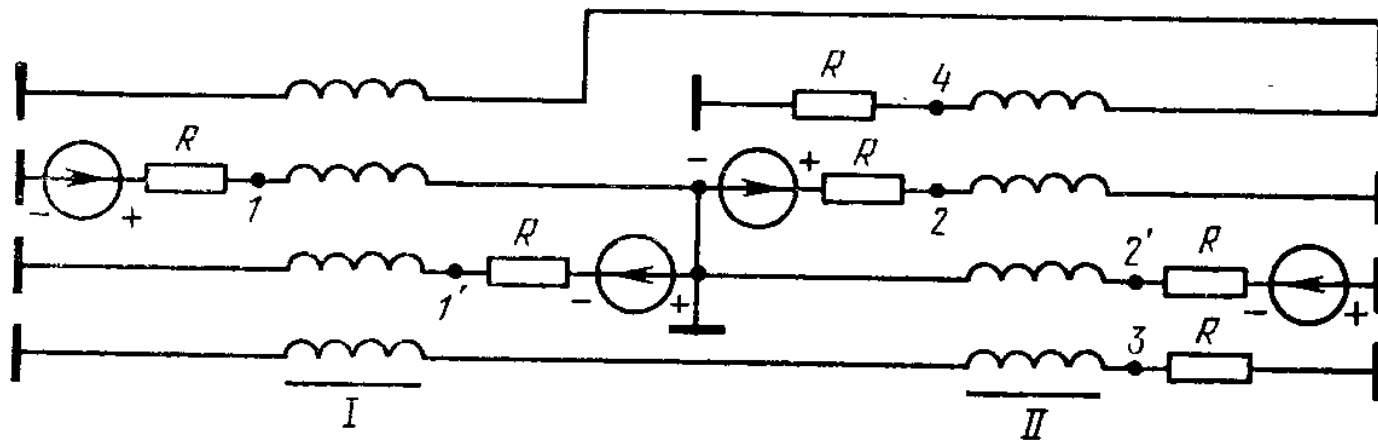 R 4
R - + R
- + 1 2
R 2' R
1' - + - +
3 R
I II